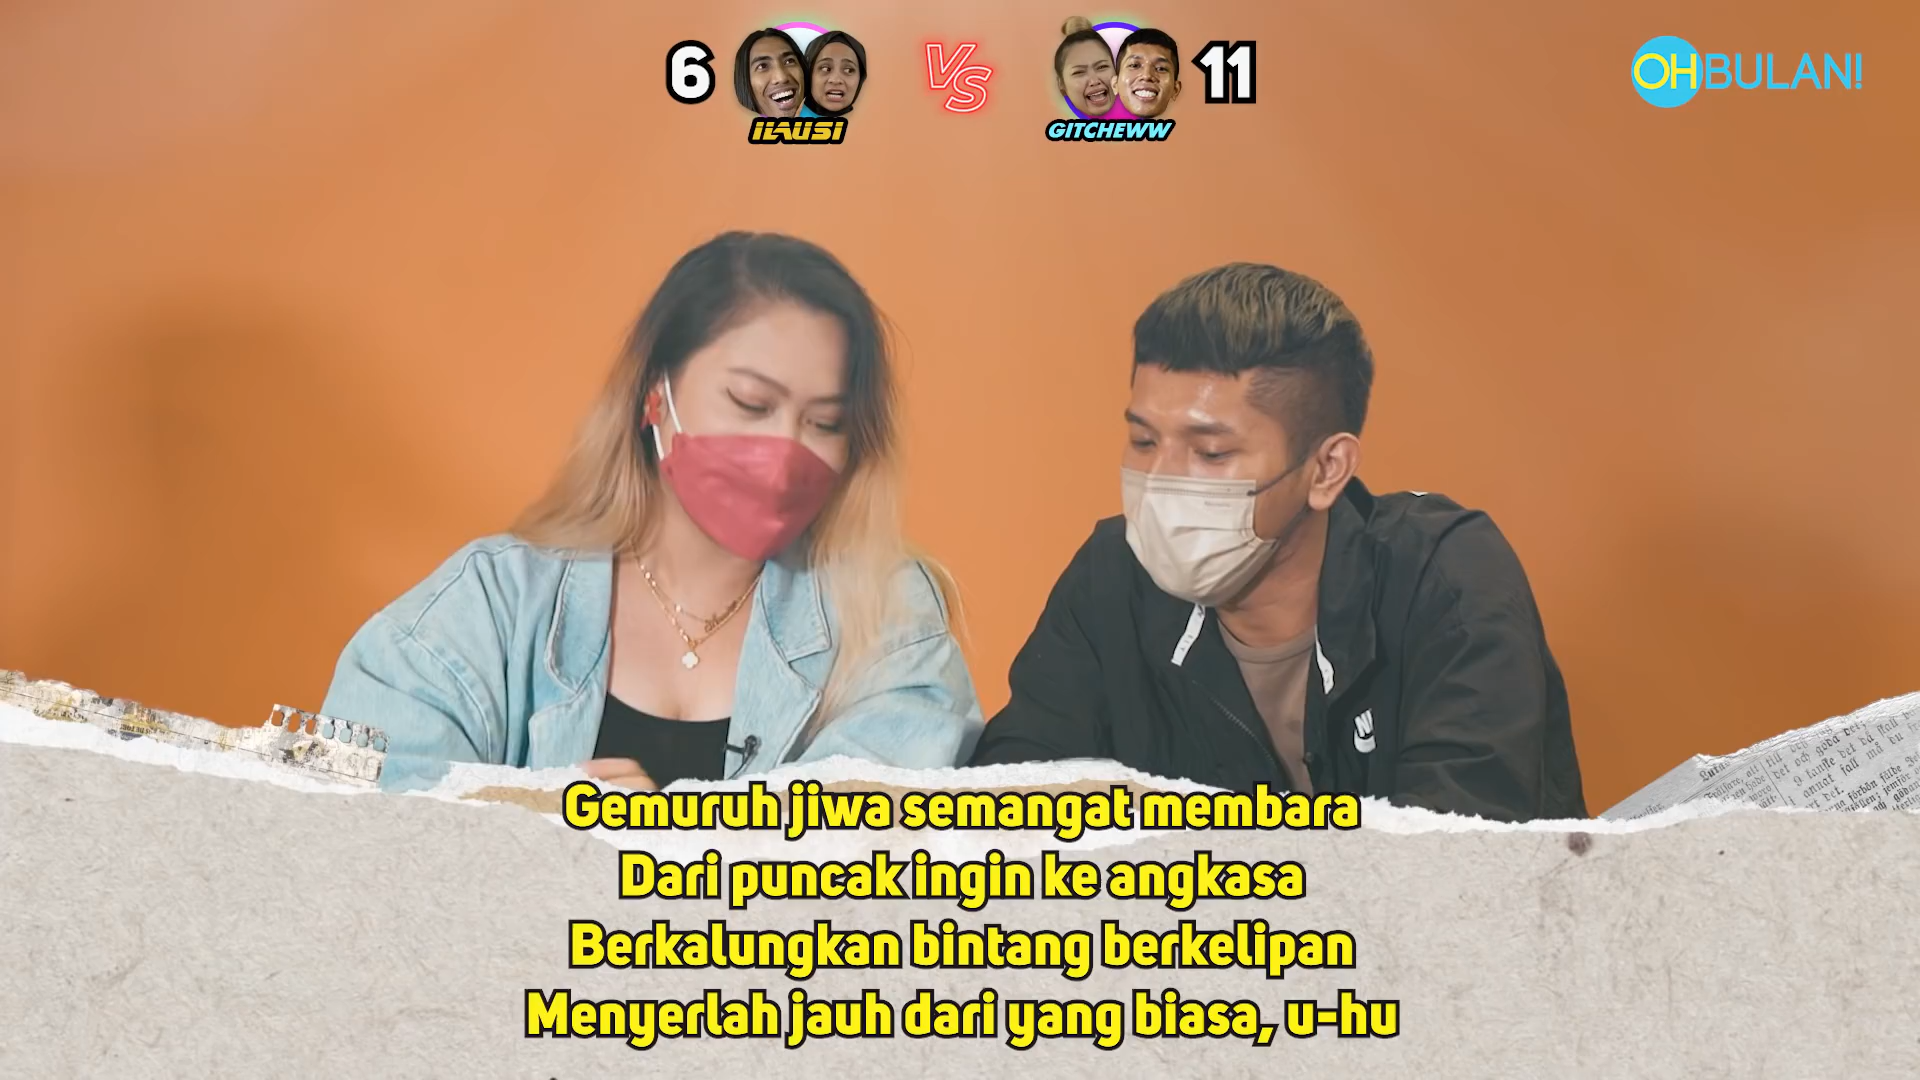 6
ILAUSI
VS
GITCHEWW
11
OHBULAN!
Gemuruh jiwa semangat membara
Dari puncak ingin ke angkasa
Berkalungkan bintang berkelipan
Menyerlah jauh dari yang biasa, u-hu